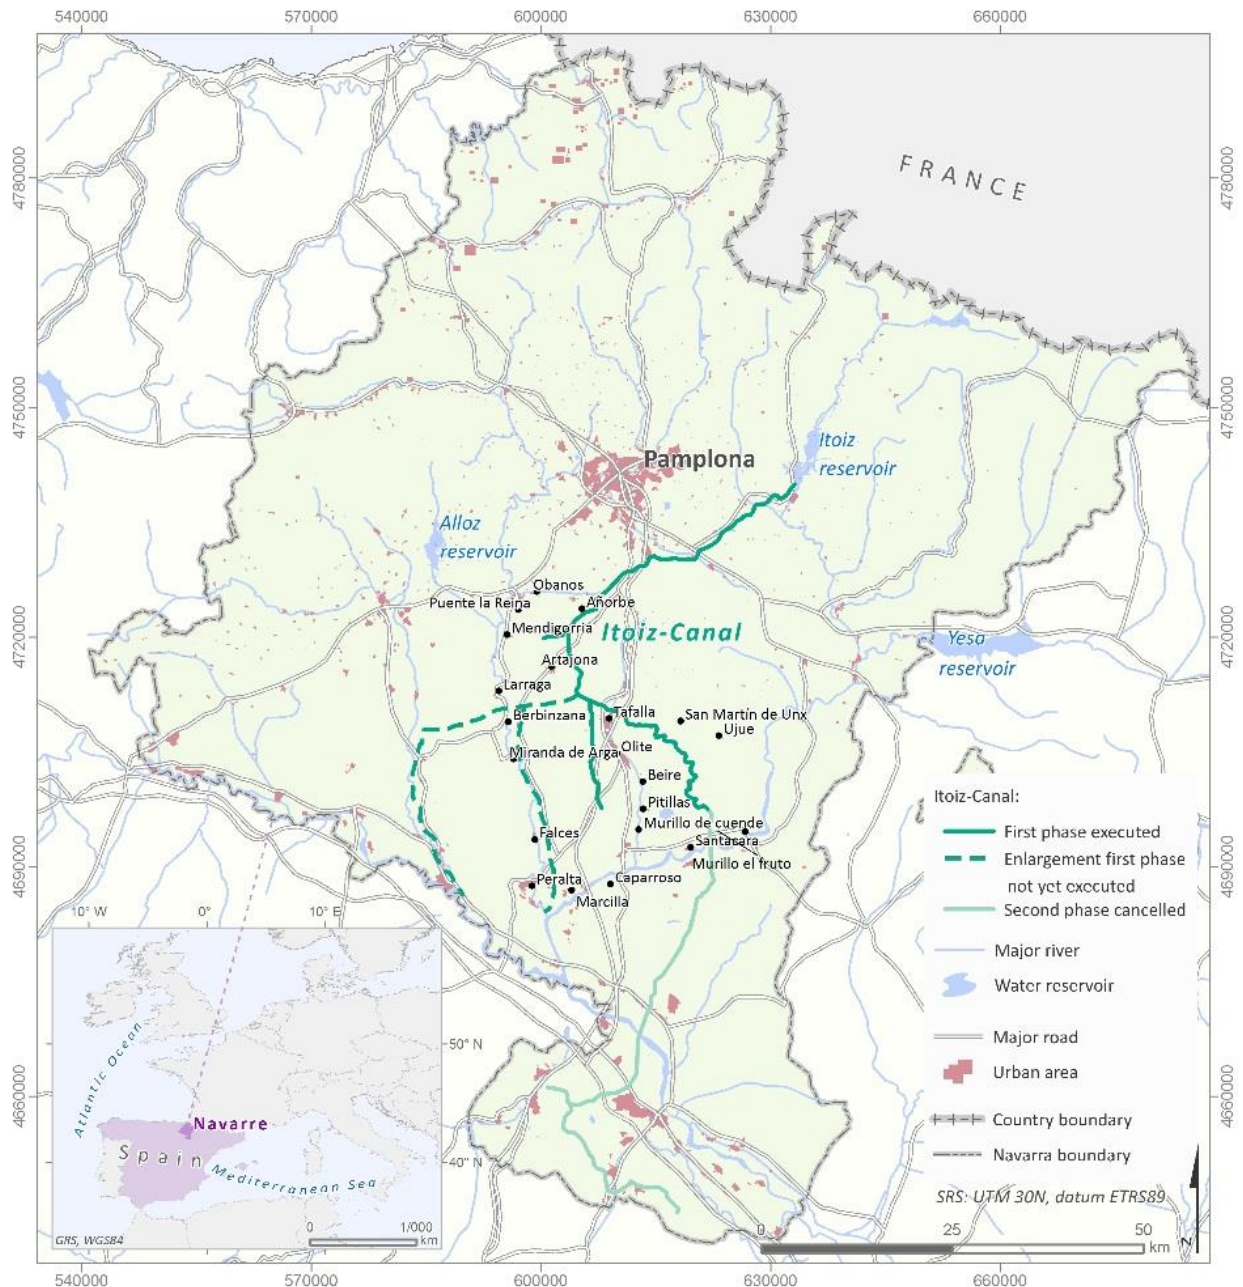 540000
570000
600000
630000
660000
4780000
4780000
FRANCE
4750000
4750000
Itoiz
reservoir
Pamplona
Alloz
reservoir
Obanos
Puente la Reina
Añorbe
Mendigorria
Itoiz-Canal
4720000
4720000
Yesa
reservoir
Artajona
Larraga
Berbinzana
Tafalla
San Martín de Unx
Ujue
Miranda de Arga
Olite
Beire
Pitillas
Murillo de cuende
Falces
Santacara
Murillo el fruto
Peralta
Caparroso
Marcilla
4690000
4690000
Itoiz-Canal:
First phase executed
Enlargement first phase
not yet executed
Second phase cancelled
Major river
Water reservoir
Major road
Urban area
Country boundary
Navarra boundary
SRS: UTM 30N, datum ETRS89
0
25
50
km
N
10° W
0°
10° E
50° N
40° N
Atlantic Ocean
Navarre
Spain
Mediterranean Sea
0
1/000
km
GRS, WGS84
4660000
4660000
540000
570000
600000
630000
660000